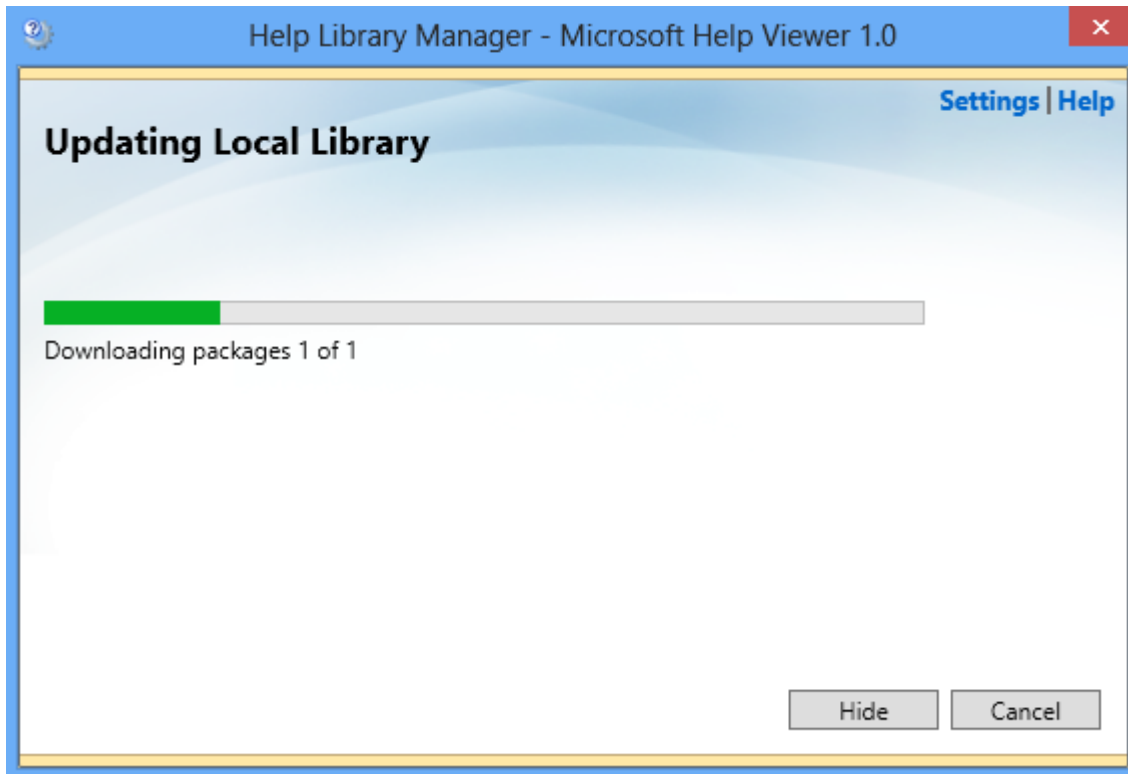 Help Library Manager - Microsoft Help Viewer 1.0
Settings | Help
Updating Local Library
Downloading packages 1 of 1
Hide Cancel